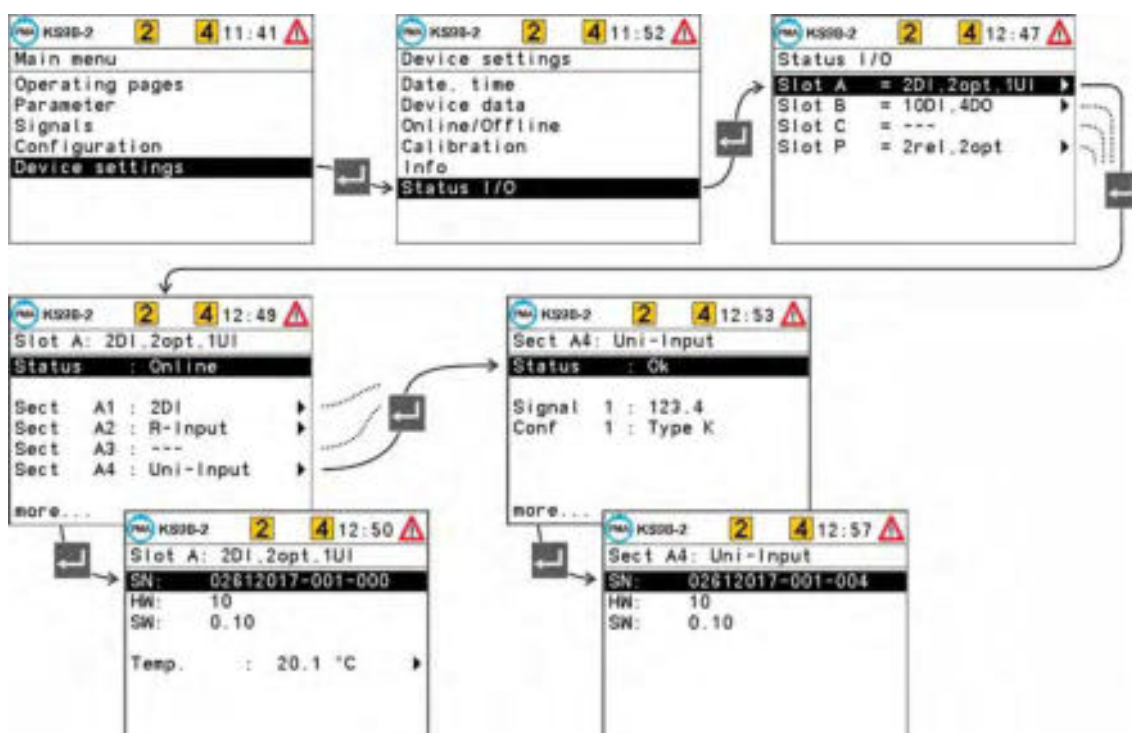 PMA KS98-2 2 4 11:41
Main menu
Operating pages
Parameter
Signals
Configuration
Device settings
PMA KS98-2 2 4 11:52
Device settings
Date, time
Device data
Online/Offline
Calibration
Info
Status I/O
PMA KS98-2 2 4 12:47
Status I/O
Slot A = 2DI,2opt,1UI
Slot B = 10DI,4DO
Slot C = ---
Slot P = 2rel,2opt
PMA KS98-2 2 4 12:49
Slot A: 2DI,2opt,1UI
Status : Online
Sect A1 : 2DI
Sect A2 : R-Input
Sect A3 : ---
Sect A4 : Uni-Input
more...
PMA KS98-2 2 4 12:53
Sect A4: Uni-Input
Status : Ok
Signal 1 : 123.4
Conf 1 : Type K
more...
PMA KS98-2 2 4 12:50
Slot A: 2DI,2opt,1UI
SN: 02612017-001-000
HW: 10
SW: 0.10
Temp. : 20.1 °C
PMA KS98-2 2 4 12:57
Sect A4: Uni-Input
SN: 02612017-001-004
HW: 10
SW: 0.10